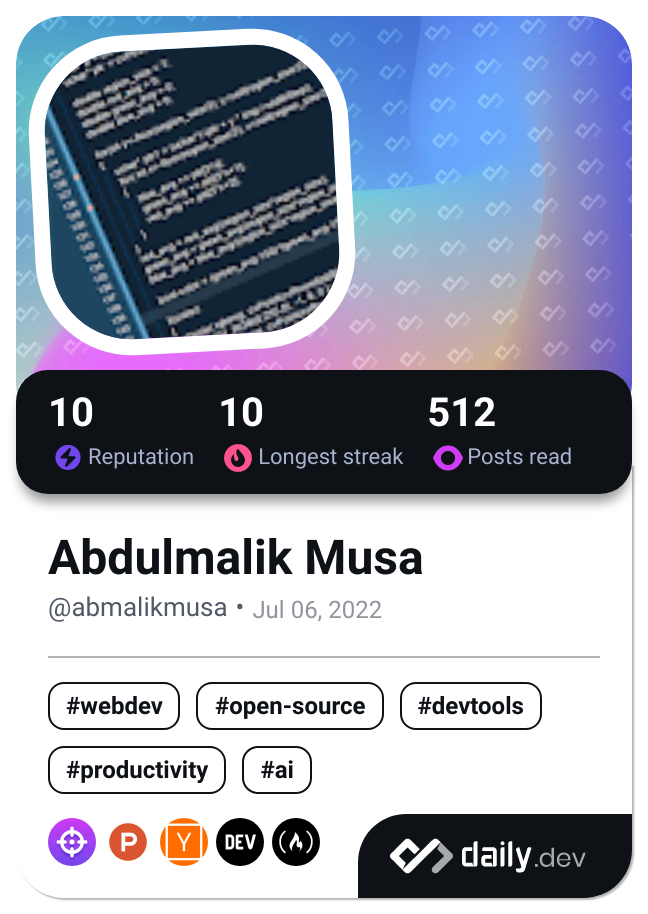 10 10 512
Reputation Longest streak Posts read
Abdulmalik Musa
@abmalikmusa • Jul 06, 2022
#webdev #open-source #devtools
#productivity #ai
P Y DEV
daily.dev